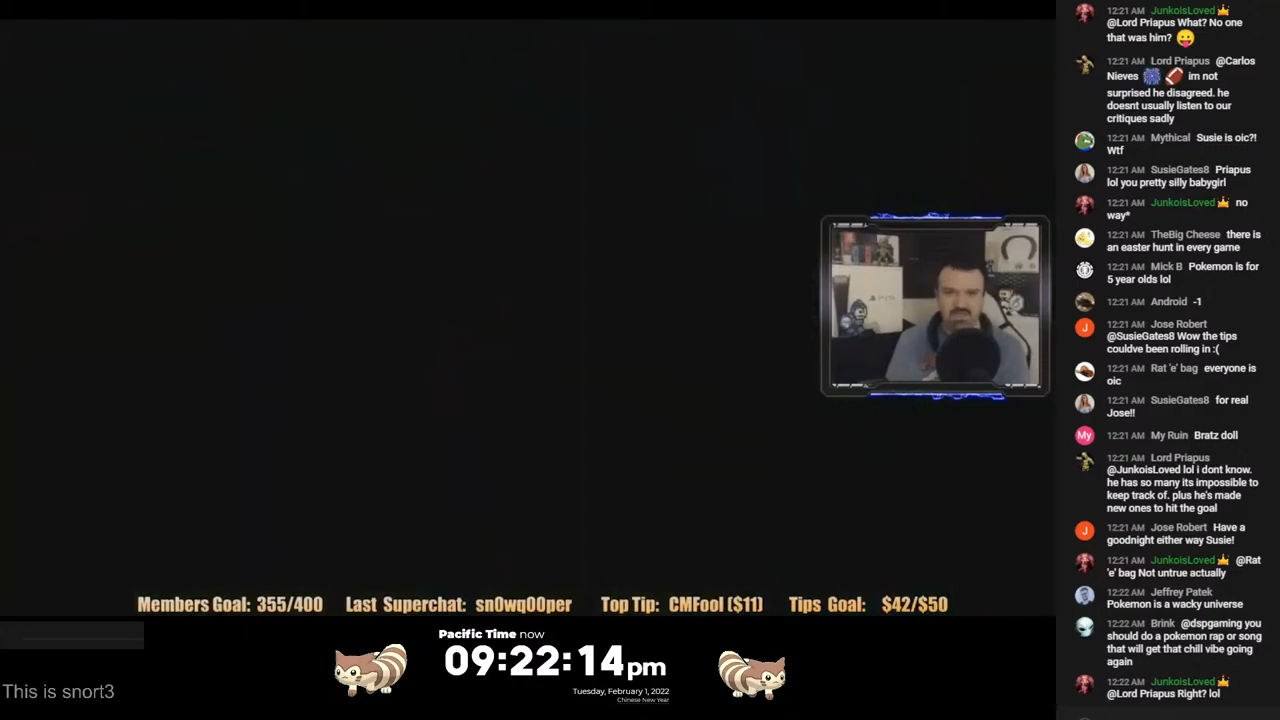 12:21 AM JunkoisLoved
@Lord Priapus What? No one
that was him?
12:21 AM Lord Priapus @Carlos
Nieves im not
surprised he disagreed. he
doesnt usually listen to our
critiques sadly
12:21 AM Mythical Susie is oic?!
Wtf
12:21 AM SusieGates8 Priapus
lol you pretty silly babygirl
12:21 AM JunkoisLoved no
way*
12:21 AM TheBig Cheese there is
an easter hunt in every game
12:21 AM Mick B Pokemon is for
5 year olds lol
12:21 AM Android -1
12:21 AM Jose Robert
@SusieGates8 Wow the tips
couldve been rolling in :(
12:21 AM Rat 'e' bag everyone is
oic
12:21 AM SusieGates8 for real
Jose!!
My 12:21 AM My Ruin Bratz doll
12:21 AM Lord Priapus
@JunkoisLoved lol i dont know.
he has so many its impossible to
keep track of. plus he's made
new ones to hit the goal
12:21 AM Jose Robert Have a
goodnight either way Susie!
12:21 AM JunkoisLoved @Rat
'e' bag Not untrue actually
12:22 AM Jeffrey Patek
Pokemon is a wacky universe
12:22 AM Brink @dspgaming you
should do a pokemon rap or song
that will get that chill vibe going
again
12:22 AM JunkoisLoved
@Lord Priapus Right? lol
Members Goal: 355/400 Last Superchat: sn0wq00per Top Tip: CMFool ($11) Tips Goal: $42/$50
Pacific Time now
09:22:14pm
Tuesday, February 1, 2022
Chinese New Year
This is snort3